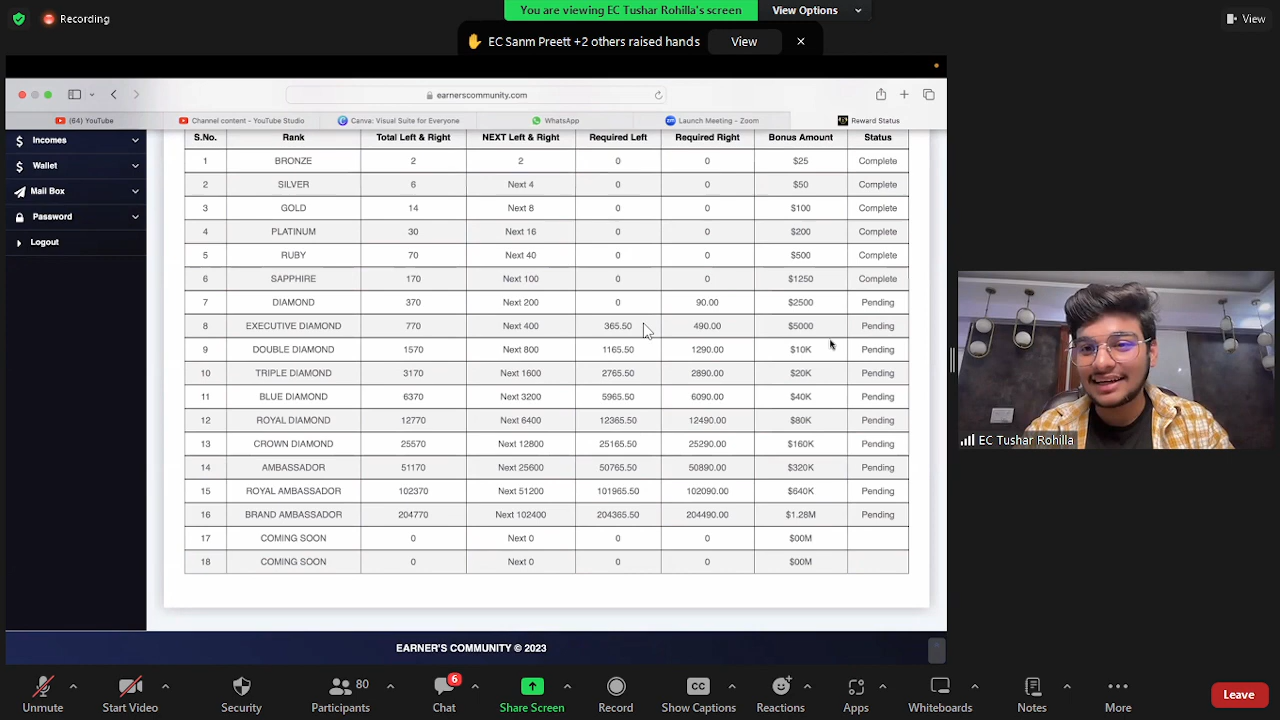 Recording
You are viewing EC Tushar Rohilla's screen
View Options
View
EC Sanm Preett +2 others raised hands
View
earnerscommunity.com
(64) YouTube
Channel content - YouTube Studio
Canva: Visual Suite for Everyone
WhatsApp
Launch Meeting - Zoom
Reward Status
Incomes
Wallet
Mail Box
Password
Logout
S.No. Rank Total Left & Right NEXT Left & Right Required Left Required Right Bonus Amount Status
1 BRONZE 2 2 0 0 $25 Complete
2 SILVER 6 Next 4 0 0 $50 Complete
3 GOLD 14 Next 8 0 0 $100 Complete
4 PLATINUM 30 Next 16 0 0 $200 Complete
5 RUBY 70 Next 40 0 0 $500 Complete
6 SAPPHIRE 170 Next 100 0 0 $1250 Complete
7 DIAMOND 370 Next 200 0 90.00 $2500 Pending
8 EXECUTIVE DIAMOND 770 Next 400 365.50 490.00 $5000 Pending
9 DOUBLE DIAMOND 1570 Next 800 1165.50 1290.00 $10K Pending
10 TRIPLE DIAMOND 3170 Next 1600 2765.50 2890.00 $20K Pending
11 BLUE DIAMOND 6370 Next 3200 5965.50 6090.00 $40K Pending
12 ROYAL DIAMOND 12770 Next 6400 12365.50 12490.00 $80K Pending
13 CROWN DIAMOND 25570 Next 12800 25165.50 25290.00 $160K Pending
14 AMBASSADOR 51170 Next 25600 50765.50 50890.00 $320K Pending
15 ROYAL AMBASSADOR 102370 Next 51200 101965.50 102090.00 $640K Pending
16 BRAND AMBASSADOR 204770 Next 102400 204365.50 204490.00 $1.28M Pending
17 COMING SOON 0 Next 0 0 0 $00M
18 COMING SOON 0 Next 0 0 0 $00M
EARNER'S COMMUNITY © 2023
EC Tushar Rohilla
80
6
Unmute
Start Video
Security
Participants
Chat
Share Screen
Record
CC
Show Captions
Reactions
Apps
Whiteboards
Notes
More
Leave